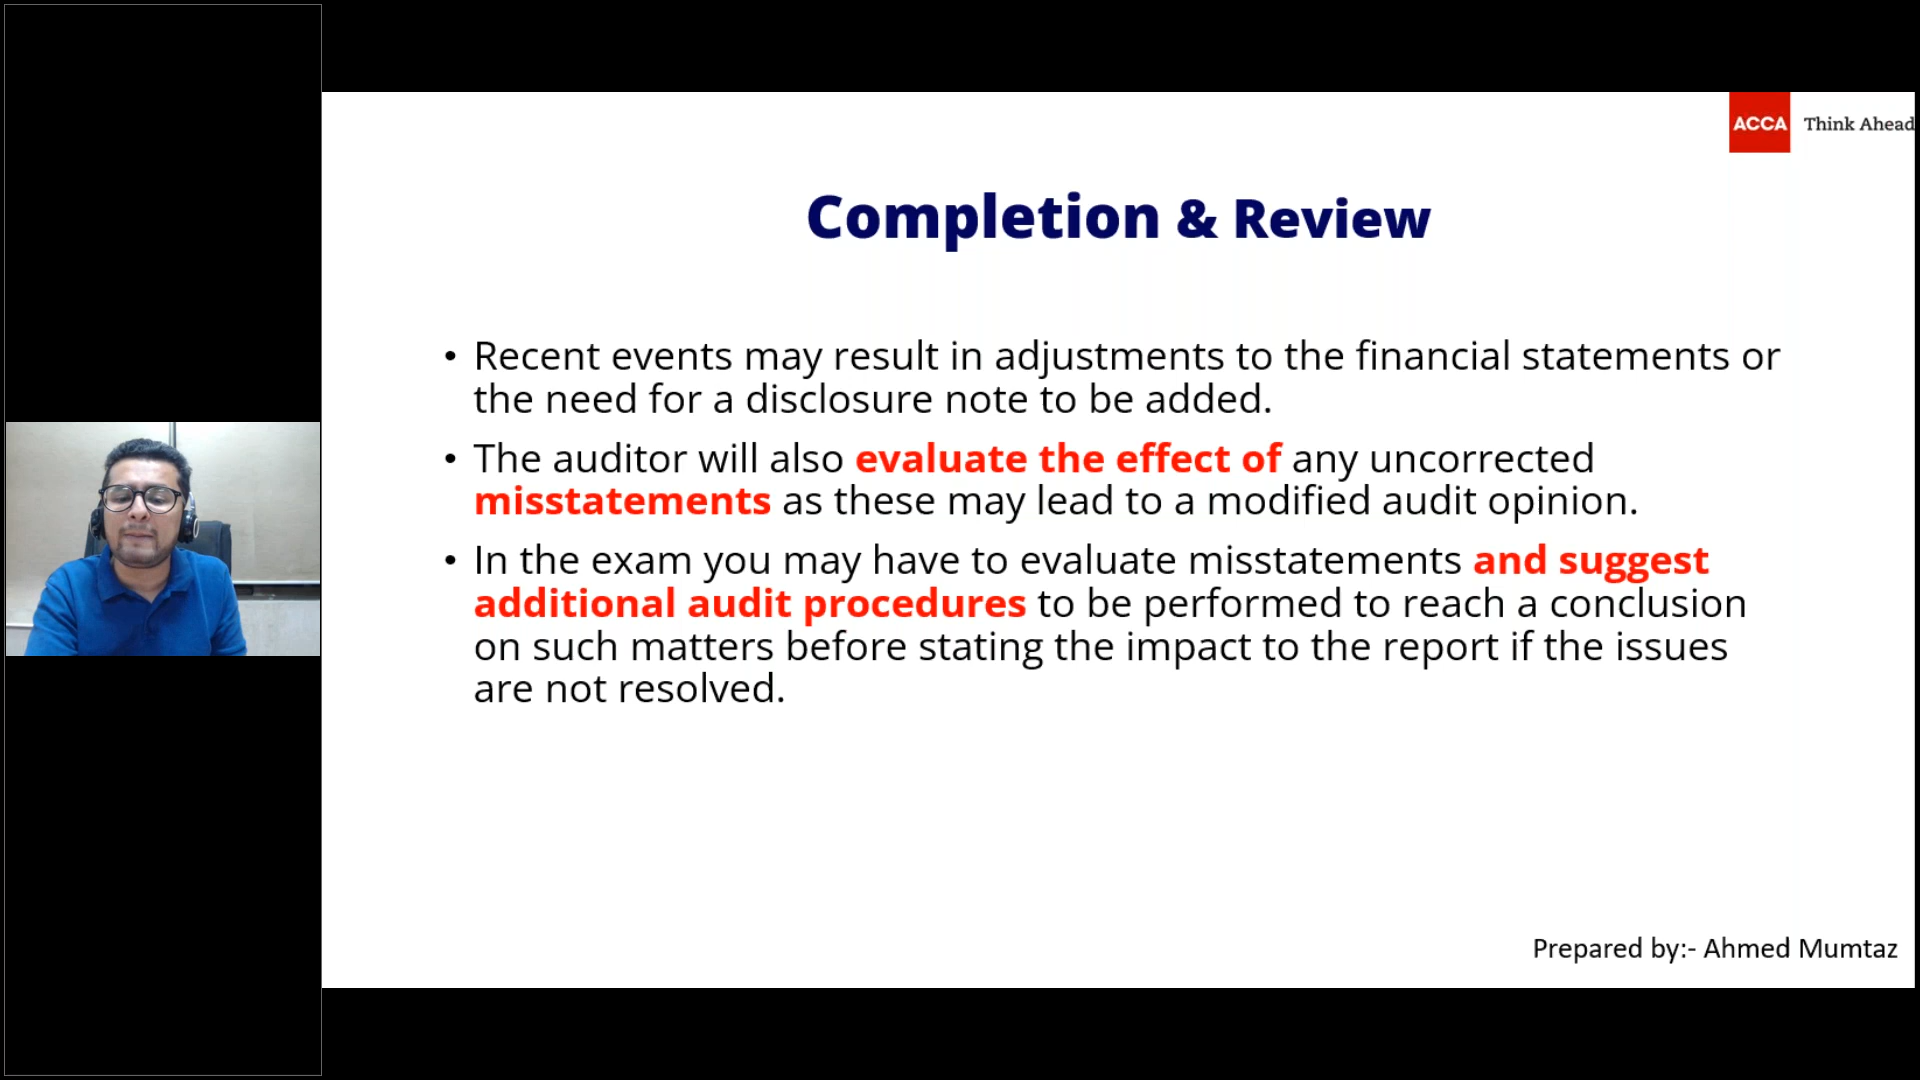 ACCA Think Ahead
Completion & Review
• Recent events may result in adjustments to the financial statements or
the need for a disclosure note to be added.
• The auditor will also evaluate the effect of any uncorrected
misstatements as these may lead to a modified audit opinion.
• In the exam you may have to evaluate misstatements and suggest
additional audit procedures to be performed to reach a conclusion
on such matters before stating the impact to the report if the issues
are not resolved.
Prepared by:- Ahmed Mumtaz